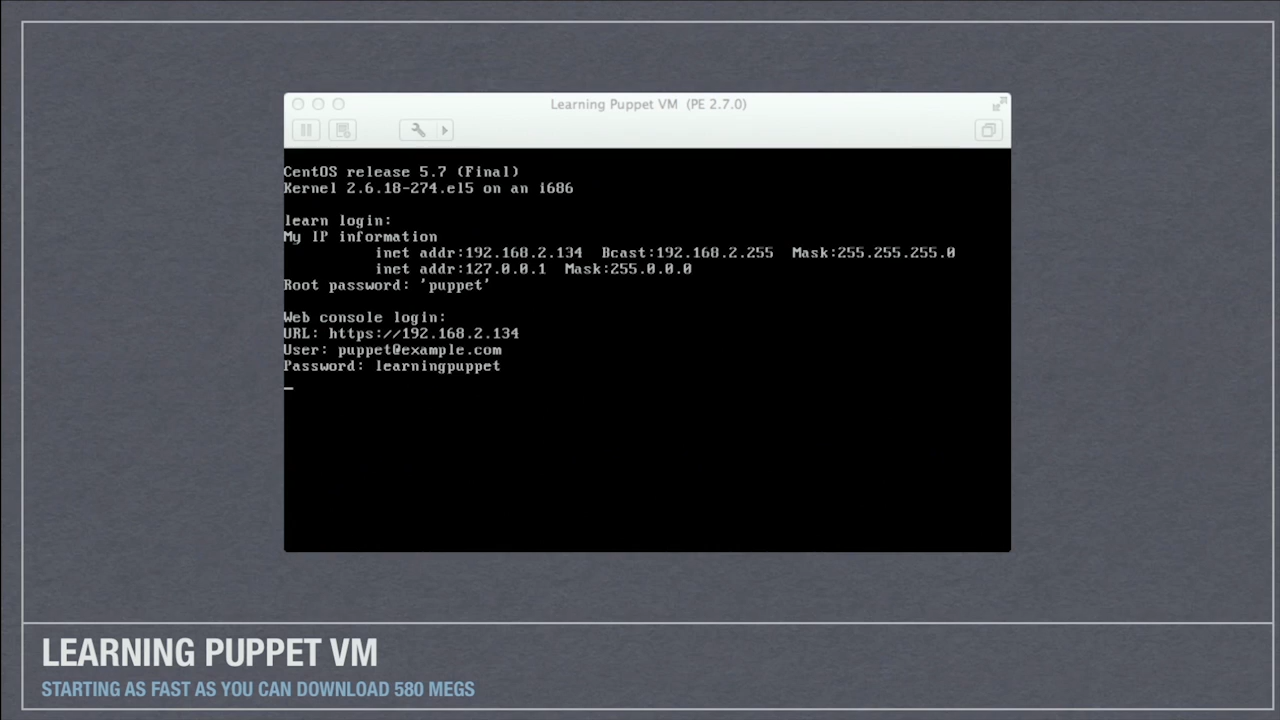 Learning Puppet VM (PE 2.7.0)
CentOS release 5.7 (Final)
Kernel 2.6.18-274.el5 on an i686
learn login:
My IP information
inet addr:192.168.2.134 Bcast:192.168.2.255 Mask:255.255.255.0
inet addr:127.0.0.1 Mask:255.0.0.0
Root password: 'puppet'
Web console login:
URL: https://192.168.2.134
User: puppet@example.com
Password: learningpuppet
LEARNING PUPPET VM
STARTING AS FAST AS YOU CAN DOWNLOAD 580 MEGS